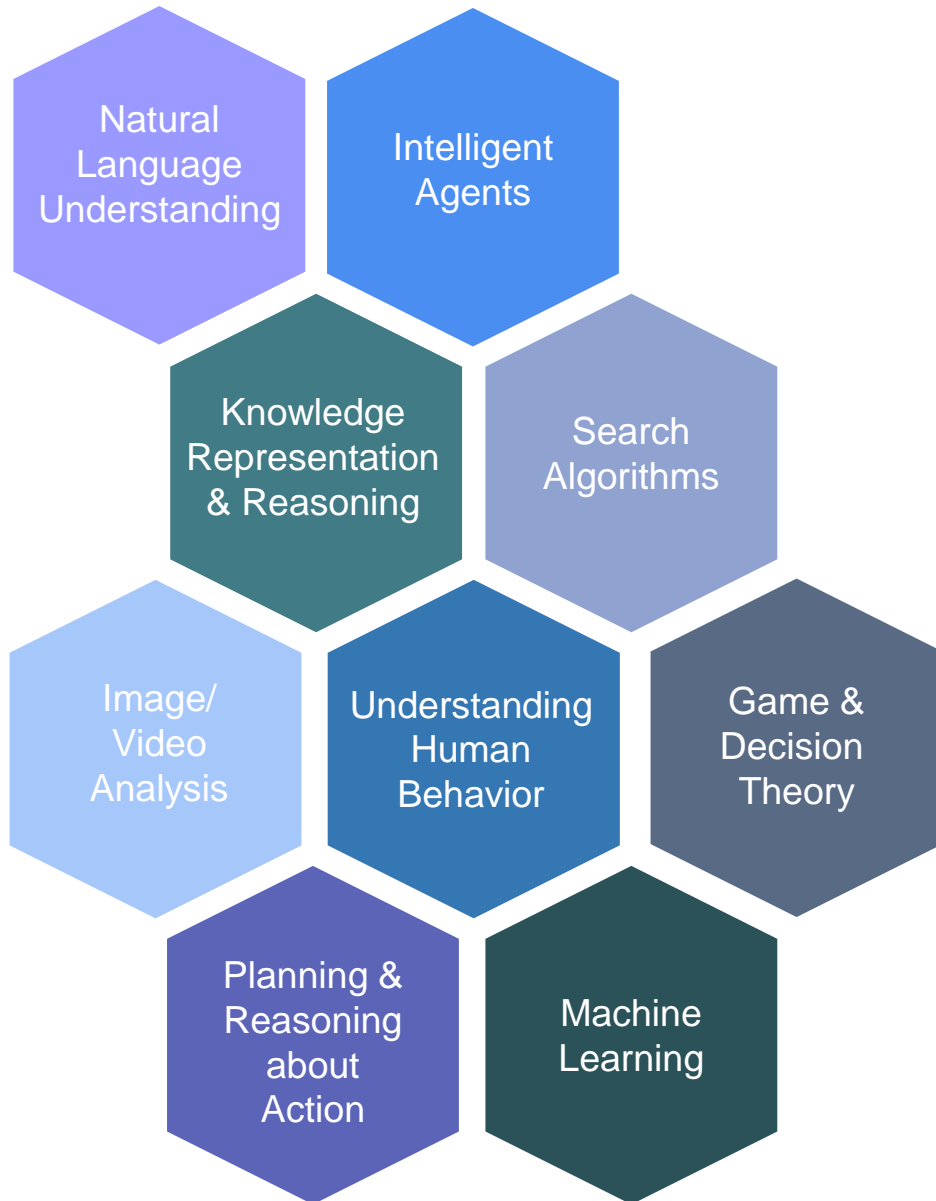 Natural
Language
Understanding
Intelligent
Agents
Knowledge
Representation
& Reasoning
Search
Algorithms
Image/
Video
Analysis
Understanding
Human
Behavior
Game &
Decision
Theory
Planning &
Reasoning
about
Action
Machine
Learning